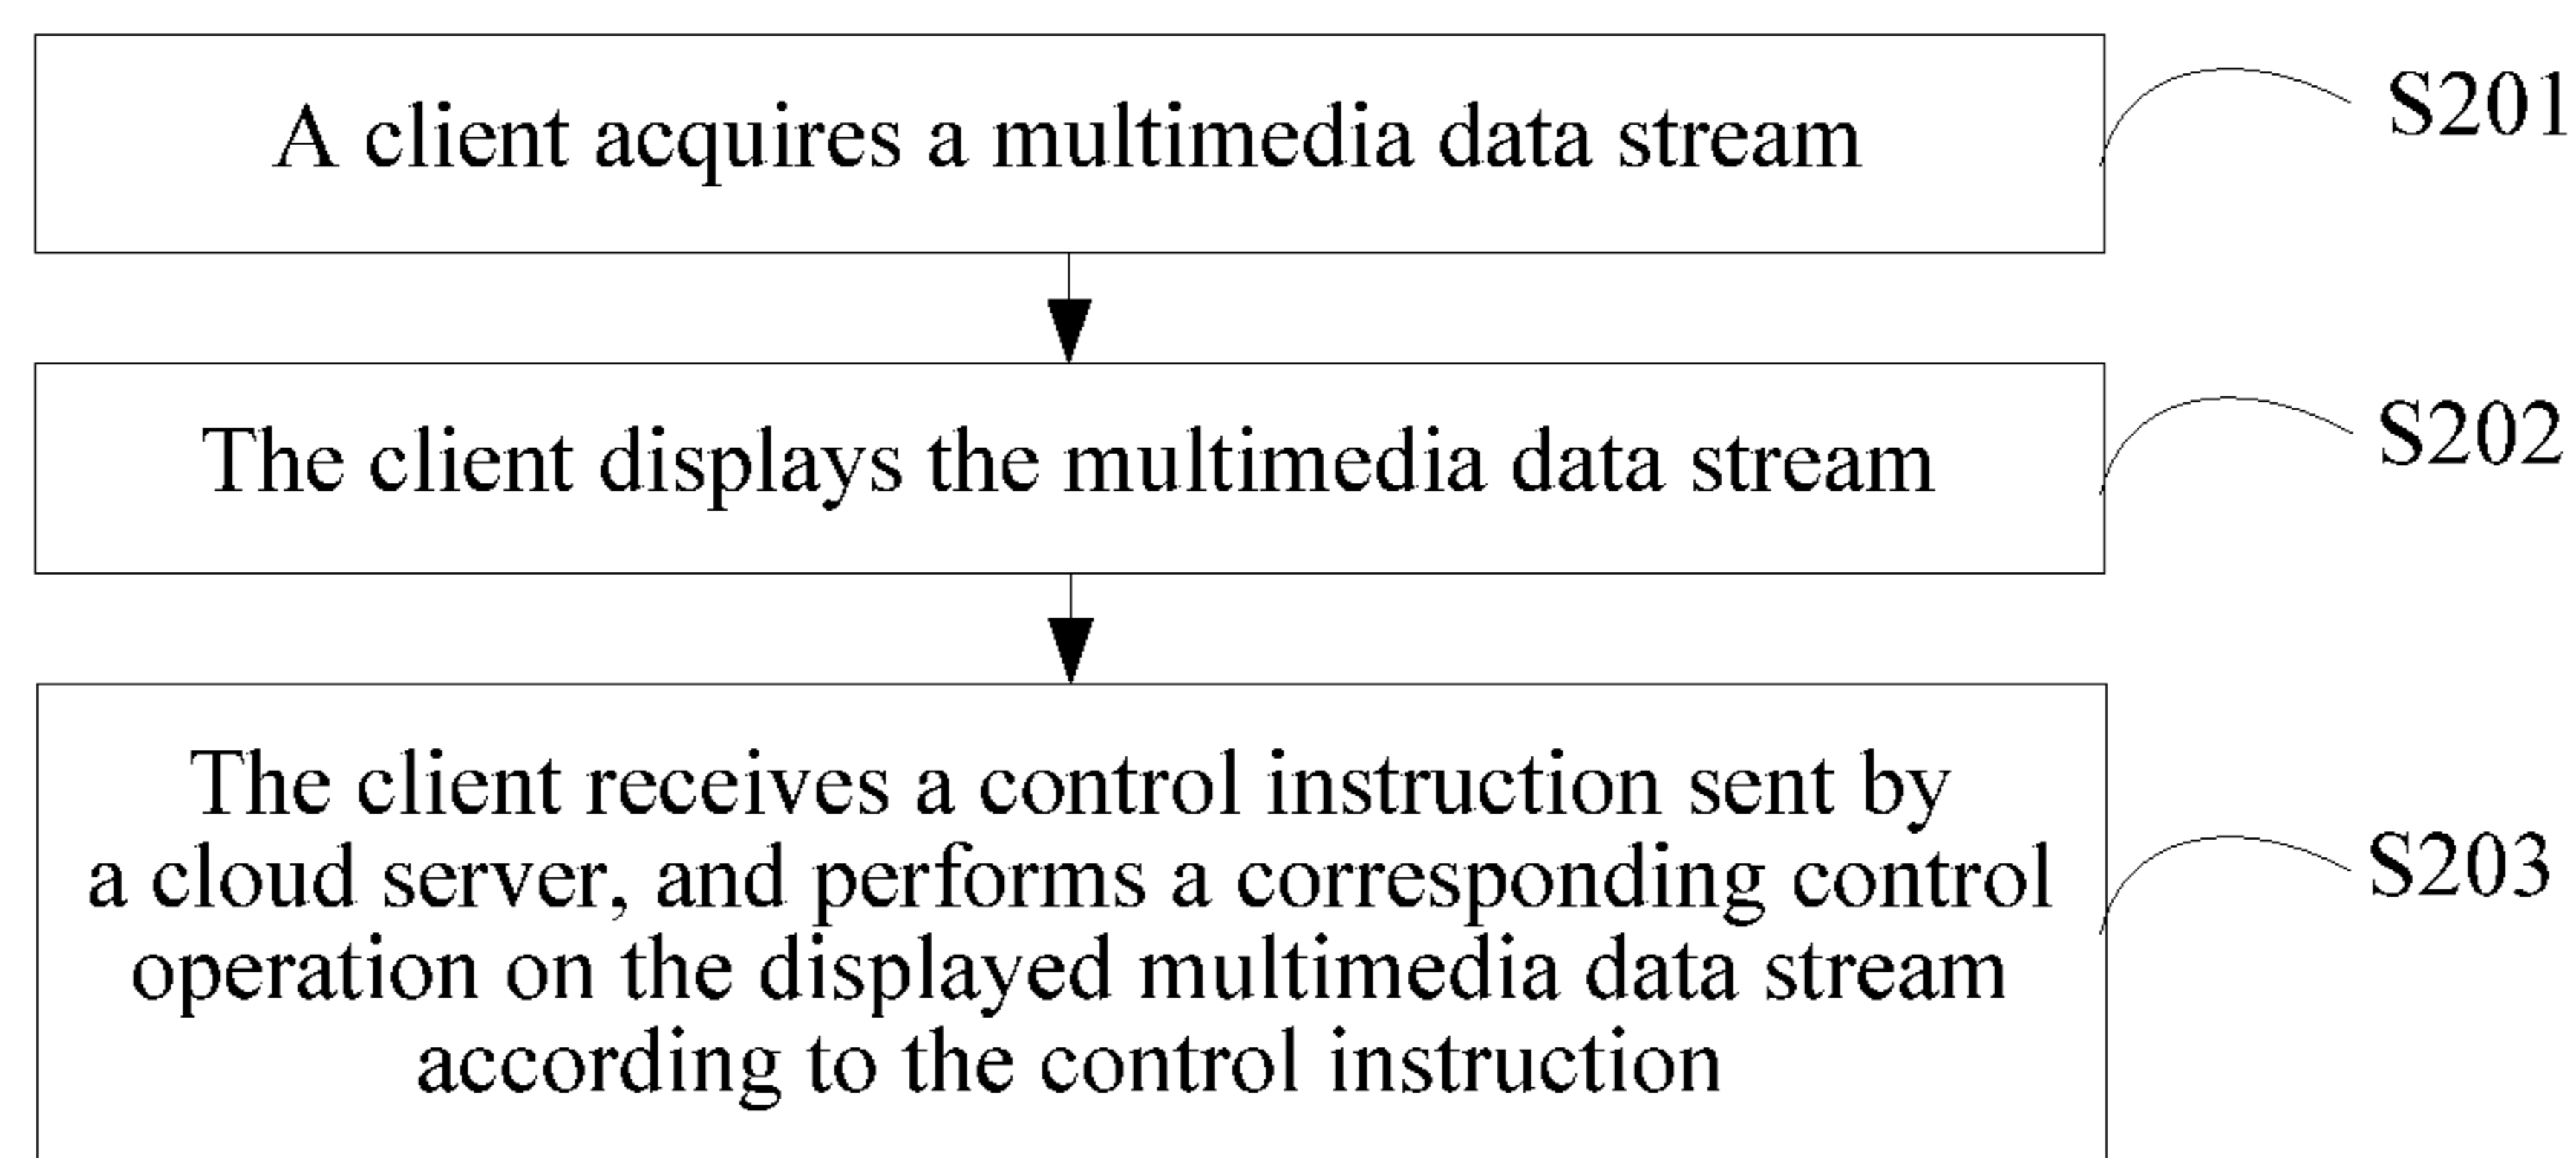 A client acquires a multimedia data stream
S201
The client displays the multimedia data stream
S202
The client receives a control instruction sent by
a cloud server, and performs a corresponding control
operation on the displayed multimedia data stream
according to the control instruction
S203